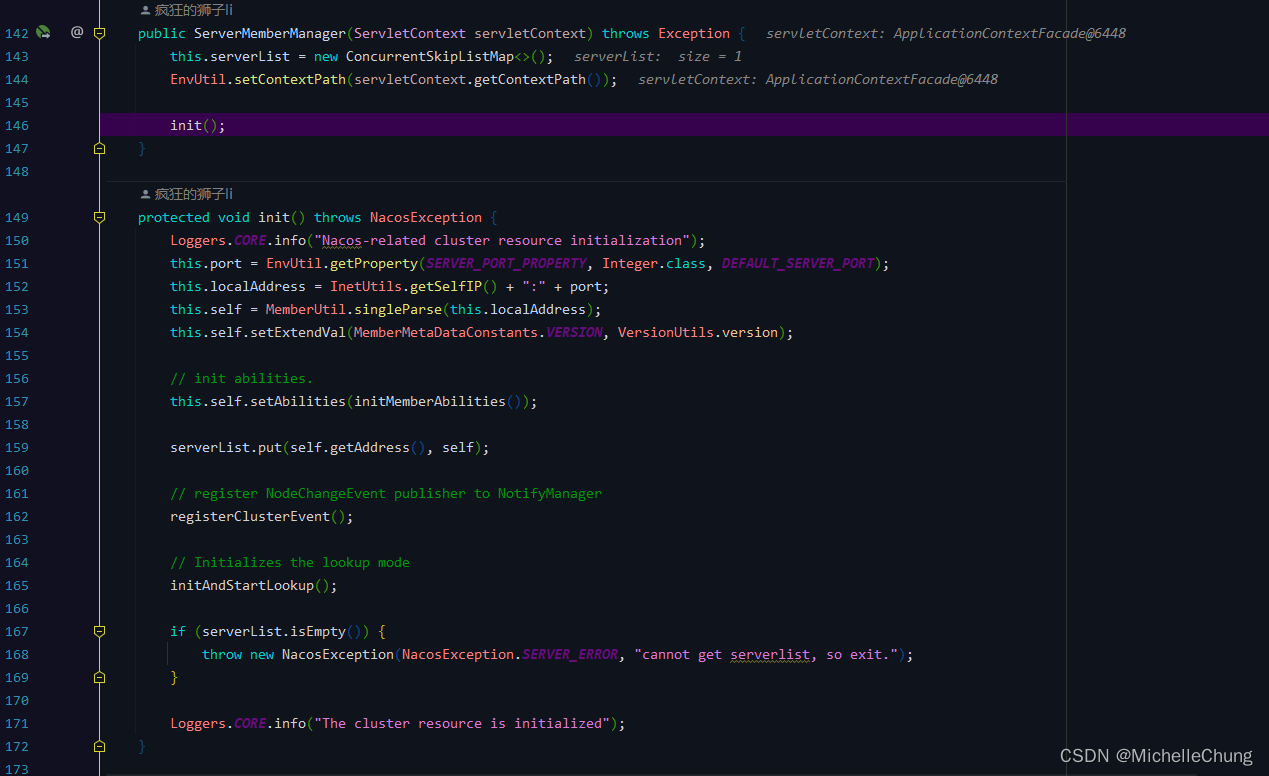 疯狂的狮子li
142 @ public ServerMemberManager(ServletContext servletContext) throws Exception { servletContext: ApplicationContextFacade@6448
143 this.serverList = new ConcurrentSkipListMap<>(); serverList: size = 1
144 EnvUtil.setContextPath(servletContext.getContextPath()); servletContext: ApplicationContextFacade@6448
145
146 init();
147 }
148
疯狂的狮子li
149 protected void init() throws NacosException {
150 Loggers.CORE.info("Nacos-related cluster resource initialization");
151 this.port = EnvUtil.getProperty(SERVER_PORT_PROPERTY, Integer.class, DEFAULT_SERVER_PORT);
152 this.localAddress = InetUtils.getSelfIP() + ":" + port;
153 this.self = MemberUtil.singleParse(this.localAddress);
154 this.self.setExtendVal(MemberMetaDataConstants.VERSION, VersionUtils.version);
155
156 // init abilities.
157 this.self.setAbilities(initMemberAbilities());
158
159 serverList.put(self.getAddress(), self);
160
161 // register NodeChangeEvent publisher to NotifyManager
162 registerClusterEvent();
163
164 // Initializes the lookup mode
165 initAndStartLookup();
166
167 if (serverList.isEmpty()) {
168 throw new NacosException(NacosException.SERVER_ERROR, "cannot get serverlist, so exit.");
169 }
170
171 Loggers.CORE.info("The cluster resource is initialized");
172 }
173
CSDN @MichelleChung